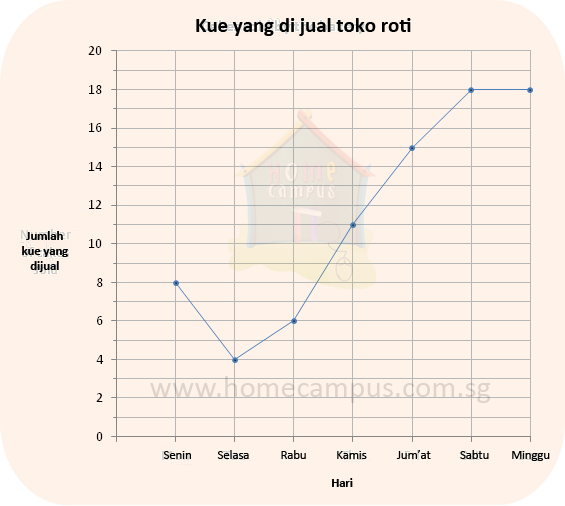 Kue yang di jual toko roti
20
18
16
14
HOME
CAMPUS
12
10
Jumlah
kue yang
dijual
8
6
4
www.homecampus.com.sg
2
0
Senin Selasa Rabu Kamis Jum'at Sabtu Minggu
Hari